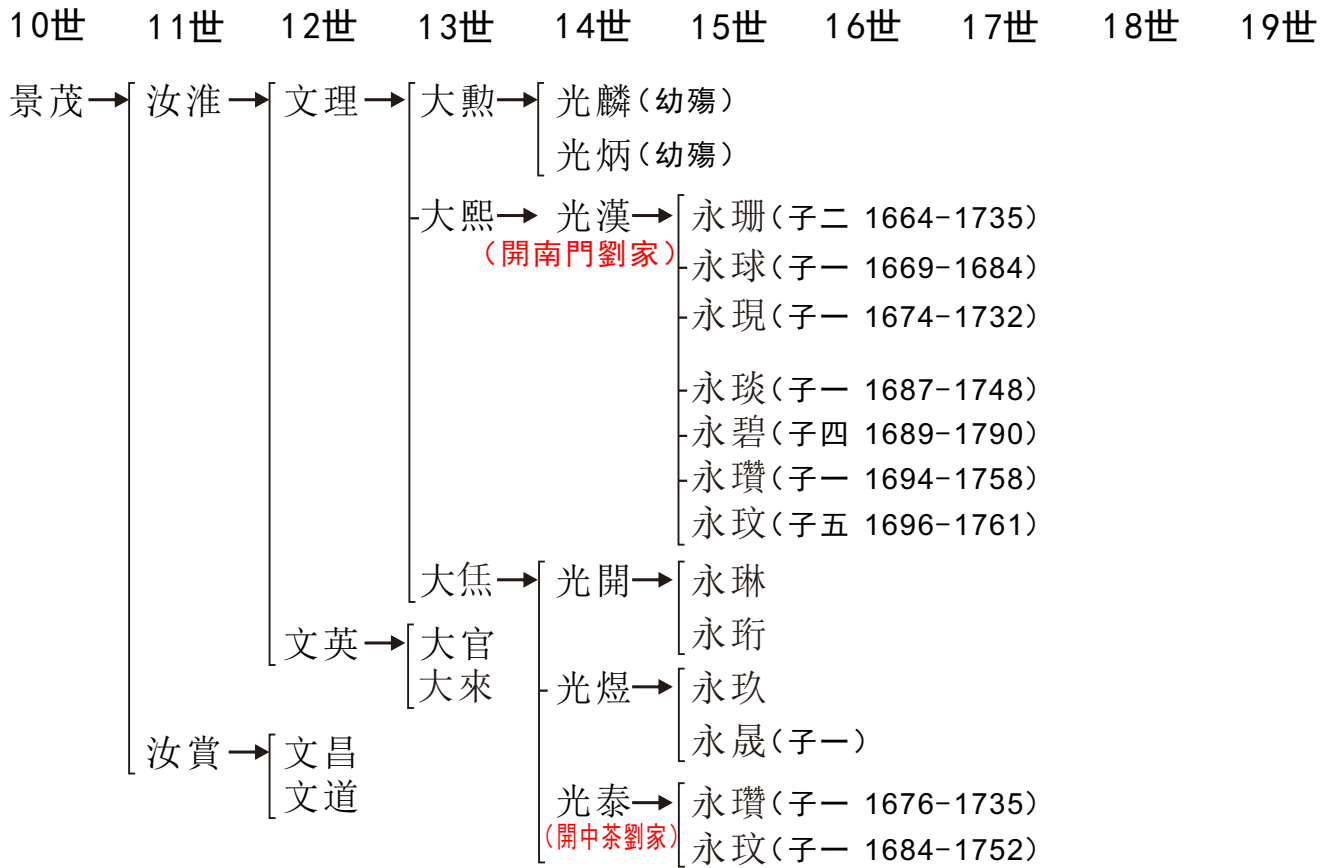 10世 11世 12世 13世 14世 15世 16世 17世 18世 19世
景茂 汝淮 文理 大勲 光麟(幼殤)
光炳(幼殤)
大熙 光漢 永珊(子二 1664-1735)
(開南門劉家)
永球(子一 1669-1684)
永現(子一 1674-1732)
永琰(子一 1687-1748)
永碧(子四 1689-1790)
永瓚(子一 1694-1758)
永玟(子五 1696-1761)
大烋 光開 永琳
文英 大官 永珩
大來 光煜 永玖
汝賞 文昌 永晟(子一)
文道 光泰 永瓚(子一 1676-1735)
(開中茶劉家)
永玟(子一 1684-1752)